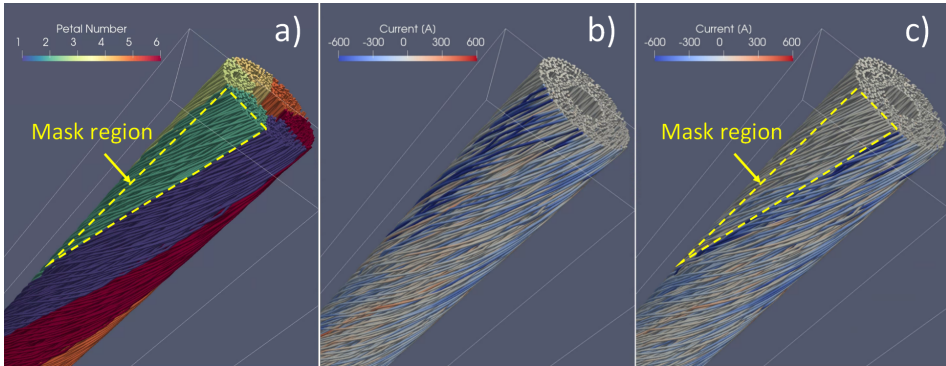 Petal Number
1 2 3 4 5 6
a)
Mask region
Current (A)
-600 -300 0 300 600
b)
Current (A)
-600 -300 0 300 600
c)
Mask region